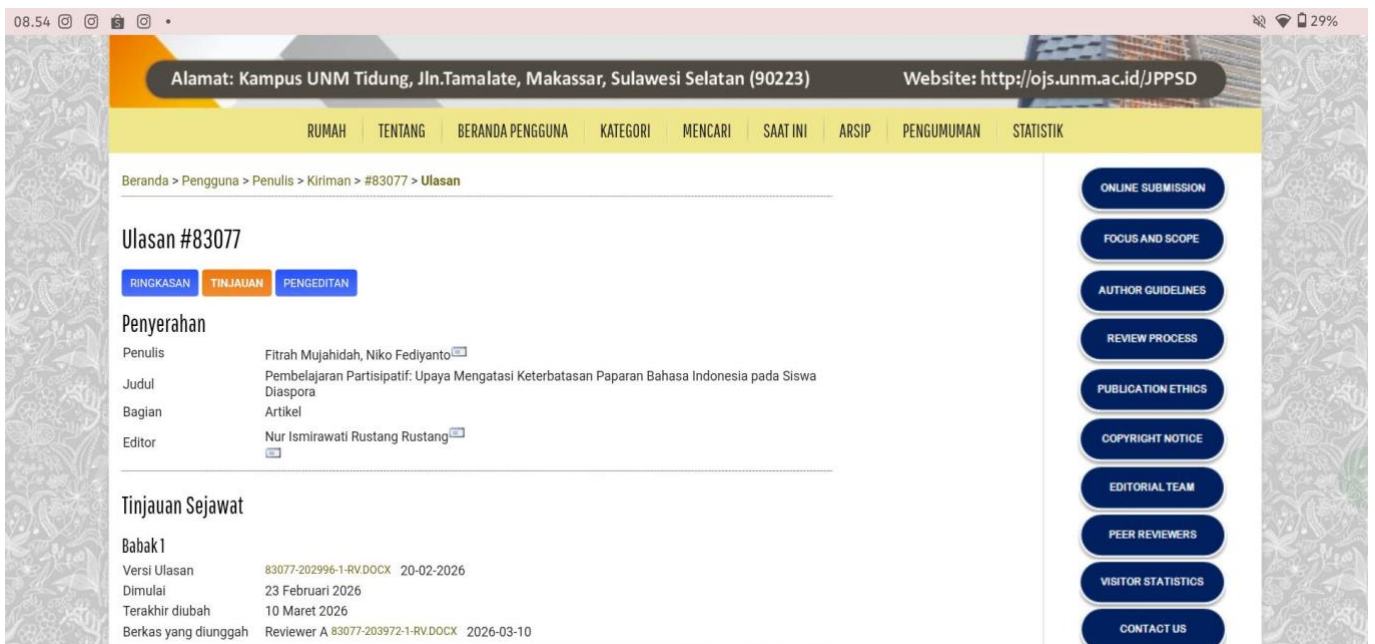 08.54
29%
Alamat: Kampus UNM Tidung, Jln.Tamalate, Makassar, Sulawesi Selatan (90223) Website: http://ojs.unm.ac.id/JPPSD
RUMAH TENTANG BERANDA PENGGUNA KATEGORI MENCARI SAAT INI ARSIP PENGUMUMAN STATISTIK
Beranda > Pengguna > Penulis > Kiriman > #83077 > Ulasan
Ulasan #83077
RINGKASAN TINJAUAN PENGEDITAN
Penyerahan
Penulis Fitrah Mujahidah, Niko Fediyanto
Judul Pembelajaran Partisipatif: Upaya Mengatasi Keterbatasan Paparan Bahasa Indonesia pada Siswa
Diaspora
Bagian Artikel
Editor Nur Ismirawati Rustang Rustang
Tinjauan Sejawat
Babak 1
Versi Ulasan 83077-202996-1-RV.DOCX 20-02-2026
Dimulai 23 Februari 2026
Terakhir diubah 10 Maret 2026
Berkas yang diunggah Reviewer A 83077-203972-1-RV.DOCX 2026-03-10
ONLINE SUBMISSION
FOCUS AND SCOPE
AUTHOR GUIDELINES
REVIEW PROCESS
PUBLICATION ETHICS
COPYRIGHT NOTICE
EDITORIAL TEAM
PEER REVIEWERS
VISITOR STATISTICS
CONTACT US